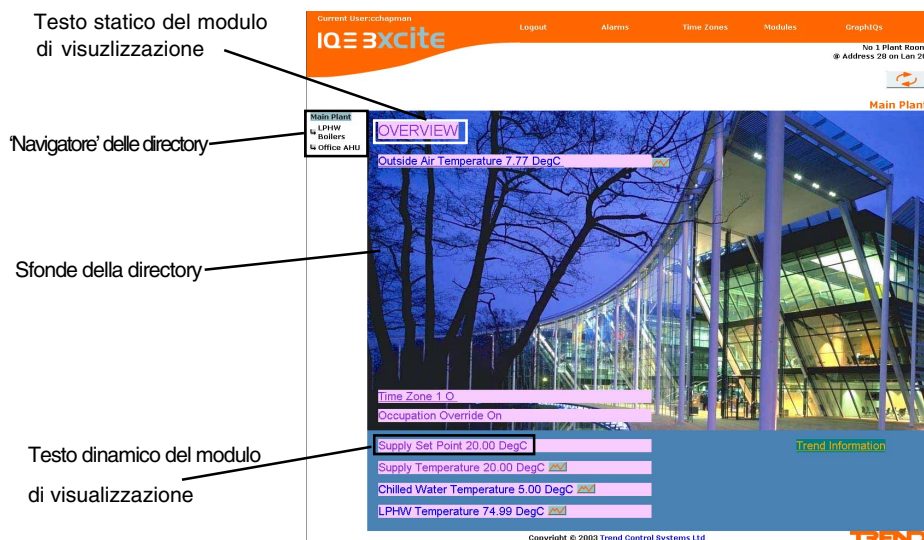 Testo statico del modulo
di visuzlizzazione
'Navigatore' delle directory
Sfonde della directory
Testo dinamico del modulo
di visualizzazione
Current User:cchapman
IQ3 3xcite
Logout Alarms Time Zones Modules GraphIQs
No 1 Plant Room
@ Address 28 on Lan 20
Main Plant
Main Plant
LPHW
Boilers
Office AHU
OVERVIEW
Outside Air Temperature 7.77 DegC
Time Zone 1 O
Occupation Override On
Supply Set Point 20.00 DegC
Trend Information
Supply Temperature 20.00 DegC
Chilled Water Temperature 5.00 DegC
LPHW Temperature 74.99 DegC
Copyright © 2003 Trend Control Systems Ltd
TREND